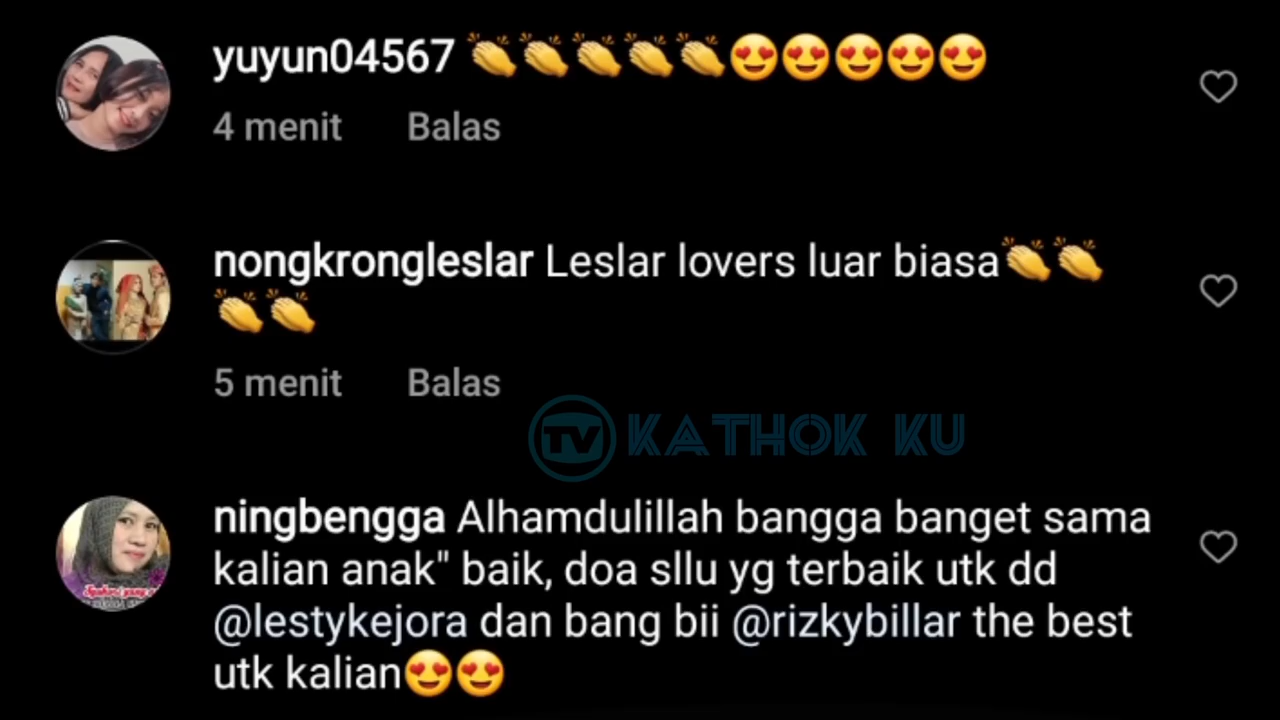 yuyun04567 👏👏👏👏👏😍😍😍😍😍
4 menit Balas
nongkrongleslar Leslar lovers luar biasa👏👏
👏👏
5 menit Balas
TV KATHOK KU
ningbengga Alhamdulillah bangga banget sama
kalian anak" baik, doa sllu yg terbaik utk dd
@lestykejora dan bang bii @rizkybillar the best
utk kalian😍😍